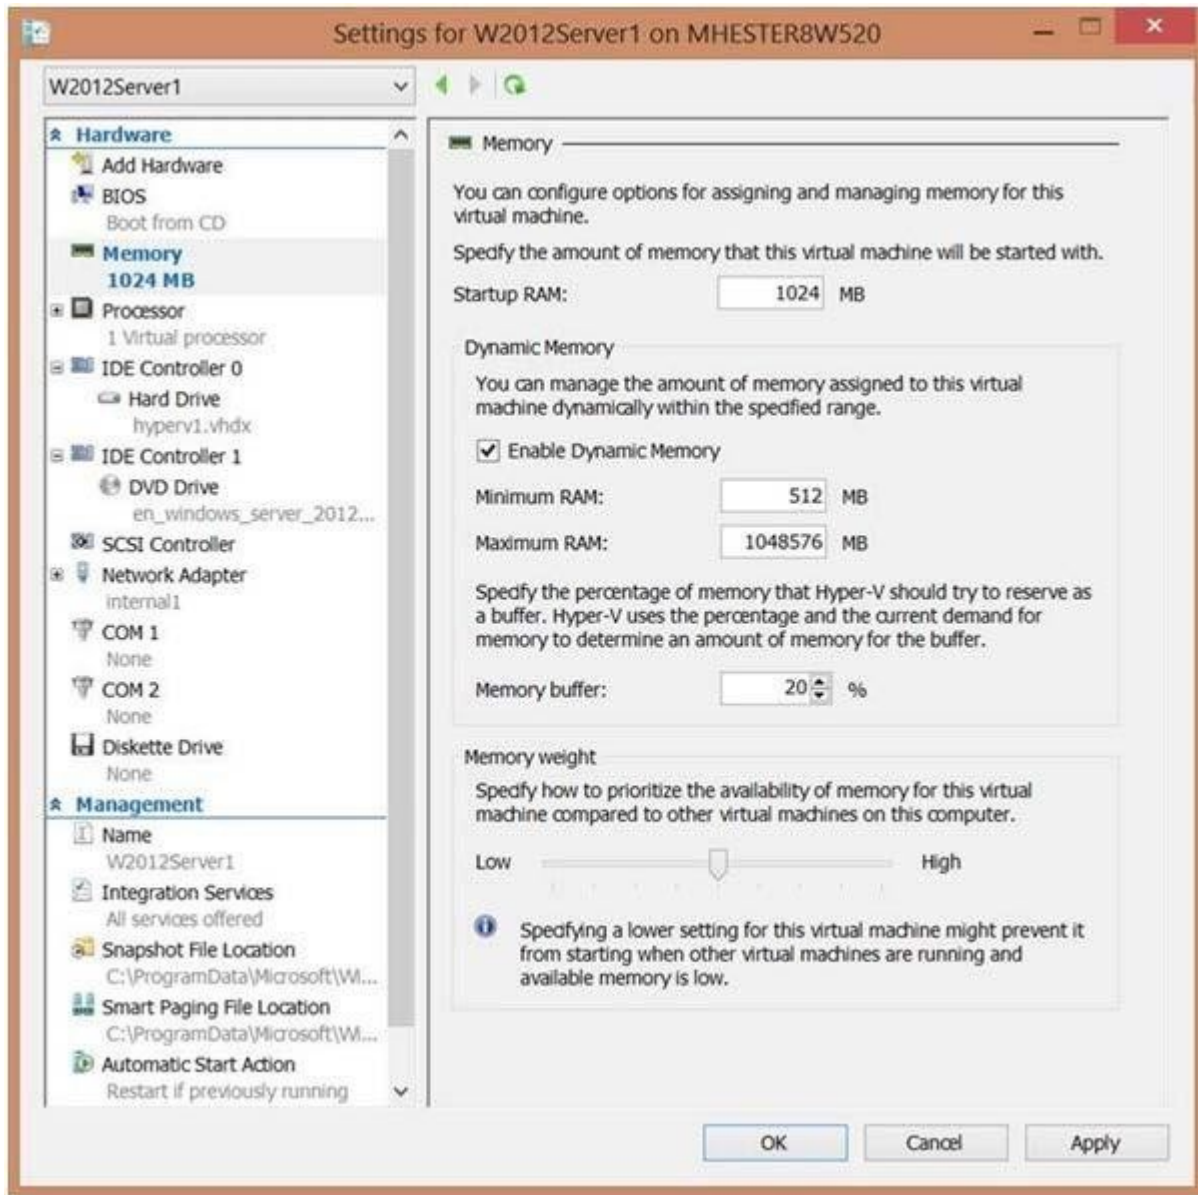 Settings for W2012Server1 on MHESTER8W520
W2012Server1
Hardware
Add Hardware
BIOS
Boot from CD
Memory
1024 MB
Processor
1 Virtual processor
IDE Controller 0
Hard Drive
hyperv1.vhdx
IDE Controller 1
DVD Drive
en_windows_server_2012...
SCSI Controller
Network Adapter
internal1
COM 1
None
COM 2
None
Diskette Drive
None
Management
Name
W2012Server1
Integration Services
All services offered
Snapshot File Location
C:\ProgramData\Microsoft\Wi...
Smart Paging File Location
C:\ProgramData\Microsoft\Wi...
Automatic Start Action
Restart if previously running
Memory
You can configure options for assigning and managing memory for this
virtual machine.
Specify the amount of memory that this virtual machine will be started with.
Startup RAM: 1024 MB
Dynamic Memory
You can manage the amount of memory assigned to this virtual
machine dynamically within the specified range.
Enable Dynamic Memory
Minimum RAM: 512 MB
Maximum RAM: 1048576 MB
Specify the percentage of memory that Hyper-V should try to reserve as
a buffer. Hyper-V uses the percentage and the current demand for
memory to determine an amount of memory for the buffer.
Memory buffer: 20 %
Memory weight
Specify how to prioritize the availability of memory for this virtual
machine compared to other virtual machines on this computer.
Low High
Specifying a lower setting for this virtual machine might prevent it
from starting when other virtual machines are running and
available memory is low.
OK Cancel Apply